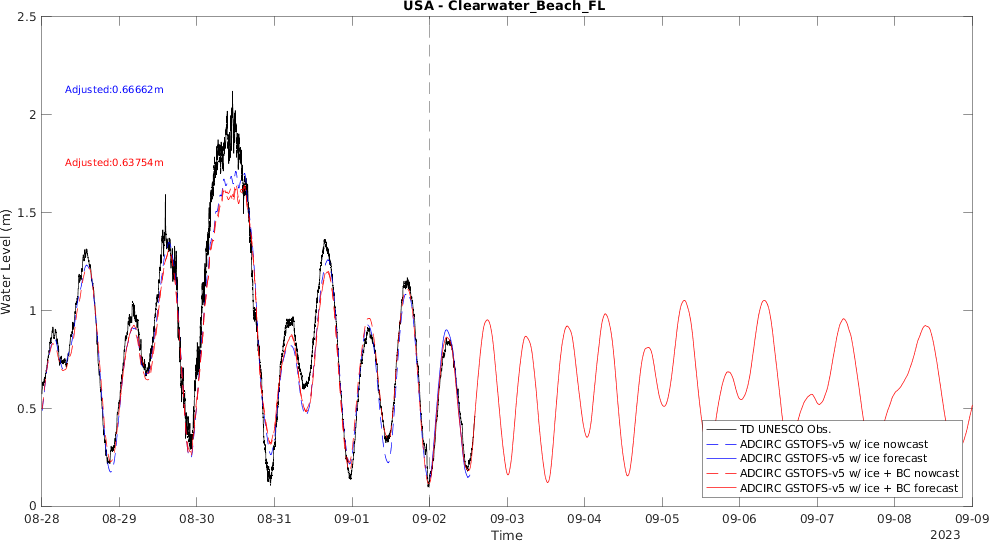 USA - Clearwater_Beach_FL
2.5
2
1.5
1
0.5
0
Water Level (m)
Adjusted:0.66662m
Adjusted:0.63754m
TD UNESCO Obs.
ADCIRC GSTOFS-v5 w/ ice nowcast
ADCIRC GSTOFS-v5 w/ ice forecast
ADCIRC GSTOFS-v5 w/ ice + BC nowcast
ADCIRC GSTOFS-v5 w/ ice + BC forecast
08-28 08-29 08-30 08-31 09-01 09-02 09-03 09-04 09-05 09-06 09-07 09-08 09-09
Time
2023